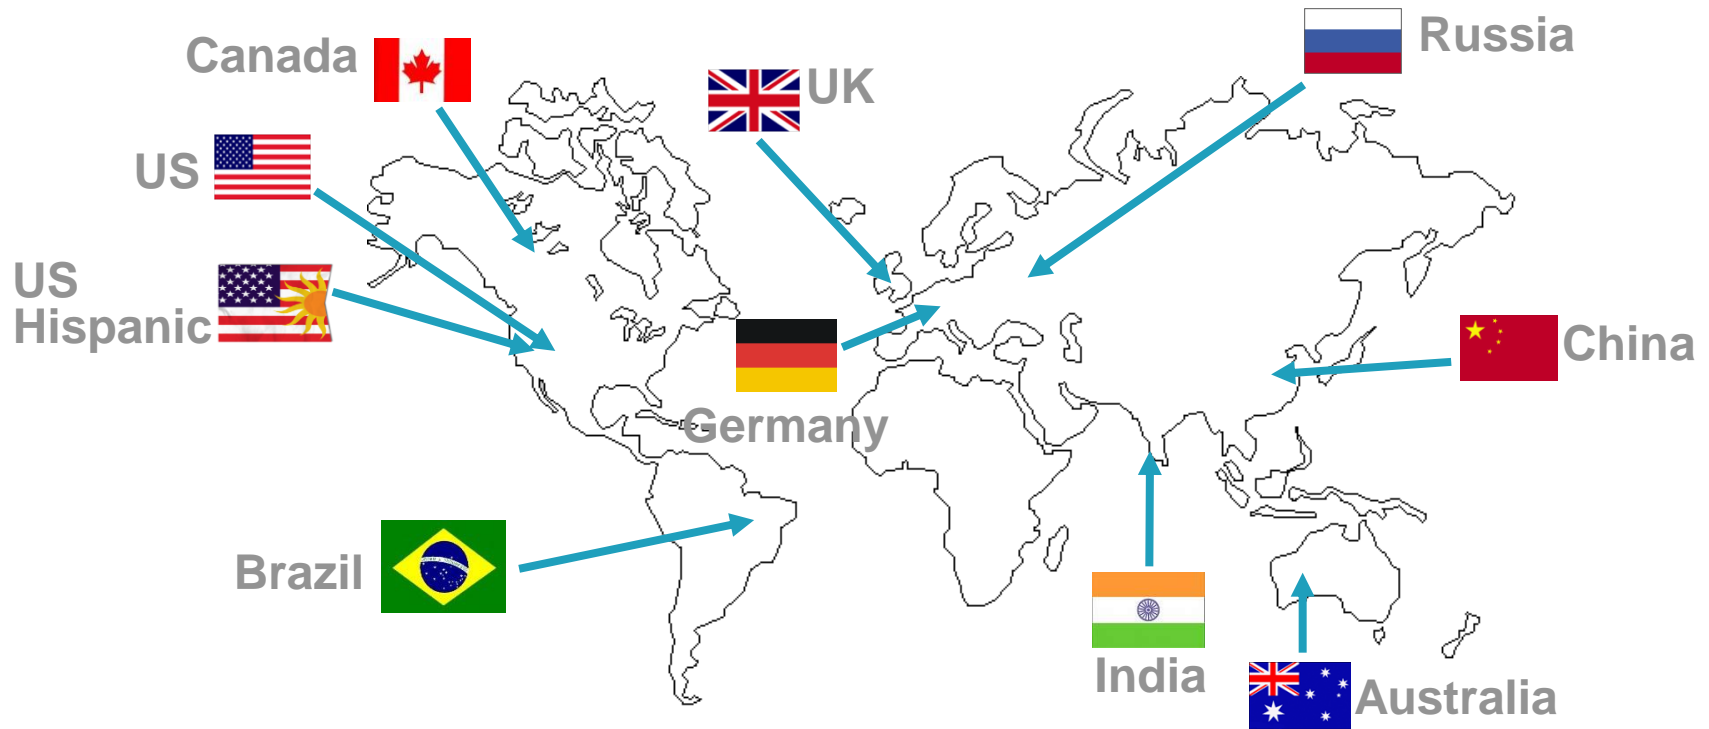 Canada
UK
Russia
US
US
Hispanic
China
Germany
Brazil
India
Australia